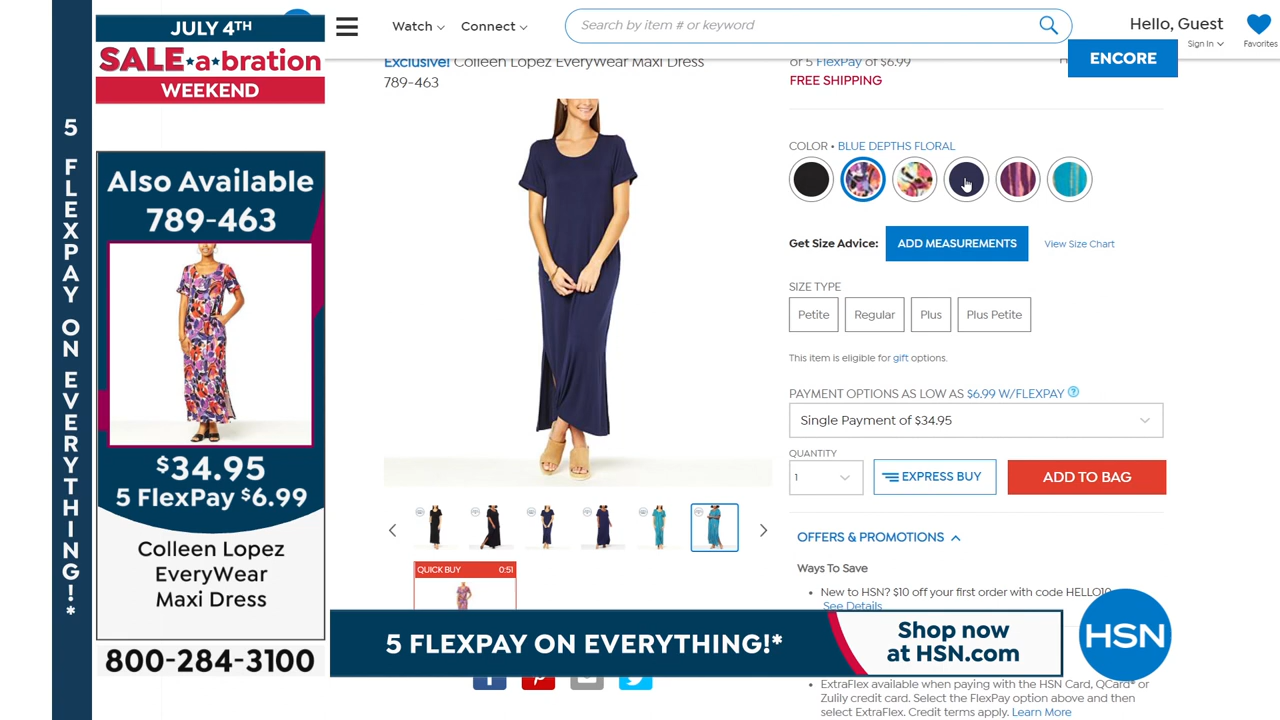 5 FLEXPAY ON EVERYTHING!*
JULY 4TH
SALE★a★bration
WEEKEND
Also Available
789-463
$34.95
5 FlexPay $6.99
Colleen Lopez
EveryWear
Maxi Dress
800-284-3100
Watch
Connect
Search by item # or keyword
Hello, Guest
Sign In
Favorites
ENCORE
Exclusive! Colleen Lopez EveryWear Maxi Dress
789-463
or 5 FlexPay of $6.99
FREE SHIPPING
COLOR • BLUE DEPTHS FLORAL
Get Size Advice:
ADD MEASUREMENTS
View Size Chart
SIZE TYPE
Petite
Regular
Plus
Plus Petite
This item is eligible for gift options.
PAYMENT OPTIONS AS LOW AS $6.99 W/FLEXPAY ?
Single Payment of $34.95
QUANTITY
1
EXPRESS BUY
ADD TO BAG
OFFERS & PROMOTIONS
Ways To Save
• New to HSN? $10 off your first order with code HELLO10
See Details
QUICK BUY 0:51
5 FLEXPAY ON EVERYTHING!*
Shop now
at HSN.com
HSN
• ExtraFlex available when paying with the HSN Card, QCard® or
Zulily credit card. Select the FlexPay option above and then
select ExtraFlex. Credit terms apply. Learn More